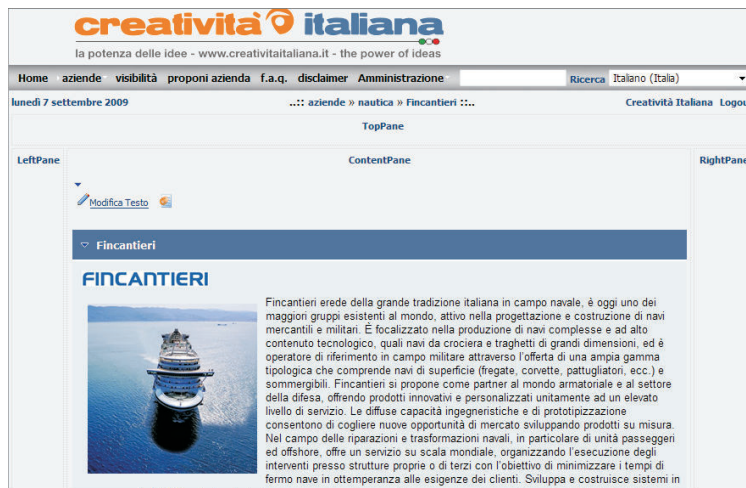 creatività italiana
la potenza delle idee - www.creativitaitaliana.it - the power of ideas
Home aziende visibilità proponi azienda f.a.q. disclaimer Amministrazione Ricerca Italiano (Italia)
lunedì 7 settembre 2009 ..:: aziende » nautica » Fincantieri ::.. Creatività Italiana Logou
TopPane
LeftPane ContentPane RightPane
Modifica Testo
Fincantieri
FINCANTIERI
Fincantieri erede della grande tradizione italiana in campo navale, è oggi uno dei
maggiori gruppi esistenti al mondo, attivo nella progettazione e costruzione di navi
mercantili e militari. È focalizzato nella produzione di navi complesse e ad alto
contenuto tecnologico, quali navi da crociera e traghetti di grandi dimensioni, ed è
operatore di riferimento in campo militare attraverso l'offerta di una ampia gamma
tipologica che comprende navi di superficie (fregate, corvette, pattugliatori, ecc.) e
sommergibili. Fincantieri si propone come partner al mondo armatoriale e al settore
della difesa, offrendo prodotti innovativi e personalizzati unitamente ad un elevato
livello di servizio. Le diffuse capacità ingegneristiche e di prototipizzazione
consentono di cogliere nuove opportunità di mercato sviluppando prodotti su misura.
Nel campo delle riparazioni e trasformazioni navali, in particolare di unità passeggeri
ed offshore, offre un servizio su scala mondiale, organizzando l'esecuzione degli
interventi presso strutture proprie o di terzi con l'obiettivo di minimizzare i tempi di
fermo nave in ottemperanza alle esigenze dei clienti. Sviluppa e costruisce sistemi in